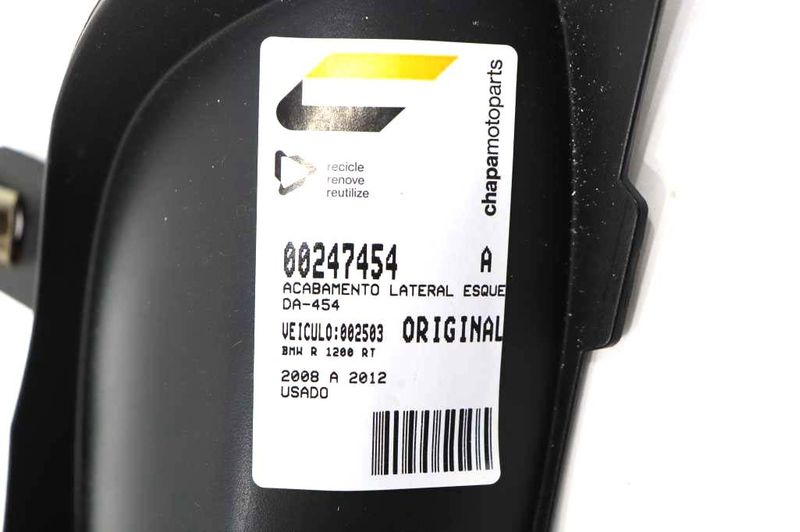 chapamotoparts
recicle
renove
reutilize
00247454 A
ACABAMENTO LATERAL ESQUE
DA-454
VEICULO:002503 ORIGINAL
BMW R 1200 RT
2008 A 2012
USADO